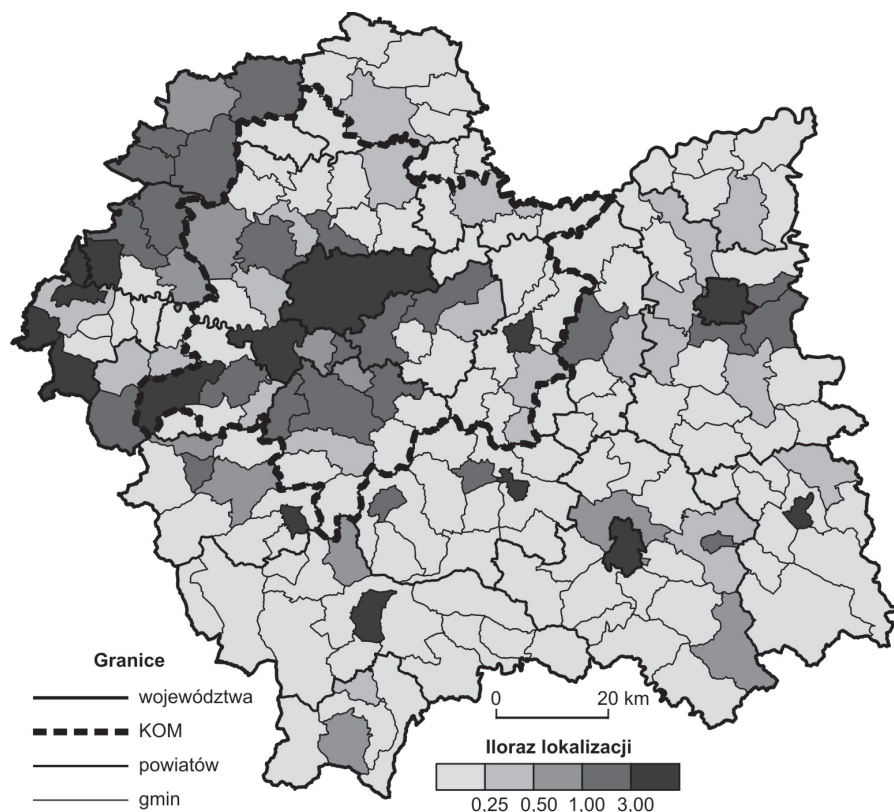 Granice
województwa
KOM
powiatów
gmin
0 20 km
Iloraz lokalizacji
0,25 0,50 1,00 3,00